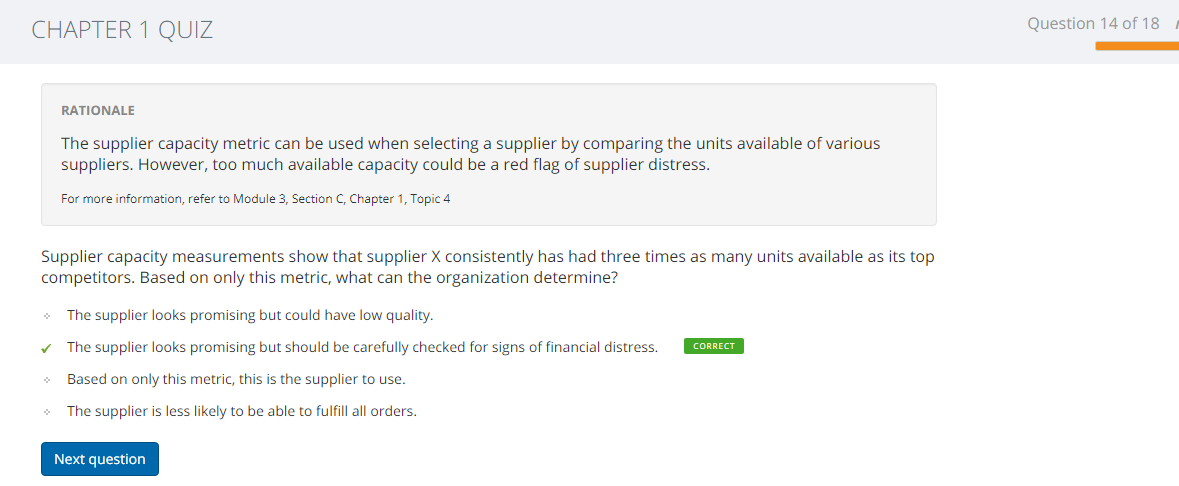 CHAPTER 1 QUIZ
Question 14 of 18
RATIONALE
The supplier capacity metric can be used when selecting a supplier by comparing the units available of various
suppliers. However, too much available capacity could be a red flag of supplier distress.
For more information, refer to Module 3, Section C, Chapter 1, Topic 4
Supplier capacity measurements show that supplier X consistently has had three times as many units available as its top
competitors. Based on only this metric, what can the organization determine?
The supplier looks promising but could have low quality.
The supplier looks promising but should be carefully checked for signs of financial distress.
CORRECT
Based on only this metric, this is the supplier to use.
The supplier is less likely to be able to fulfill all orders.
Next question